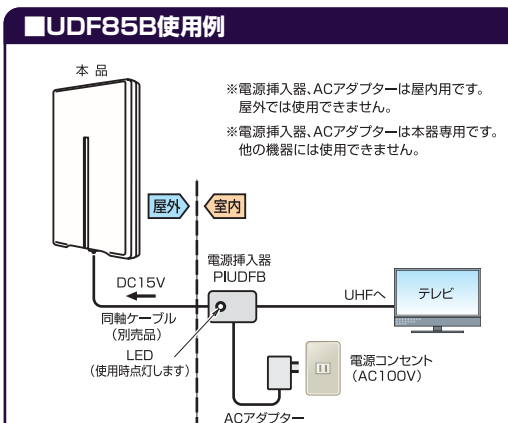 ■UDF85B使用例
本 品
※電源挿入器、ACアダプターは屋内用です。
屋外では使用できません。
※電源挿入器、ACアダプターは本器専用です。
他の機器には使用できません。
屋外
室内
電源挿入器
PIUDFB
DC15V
UHFへ
テレビ
同軸ケーブル
(別売品)
LED
(使用時点灯します)
電源コンセント
(AC100V)
ACアダプター